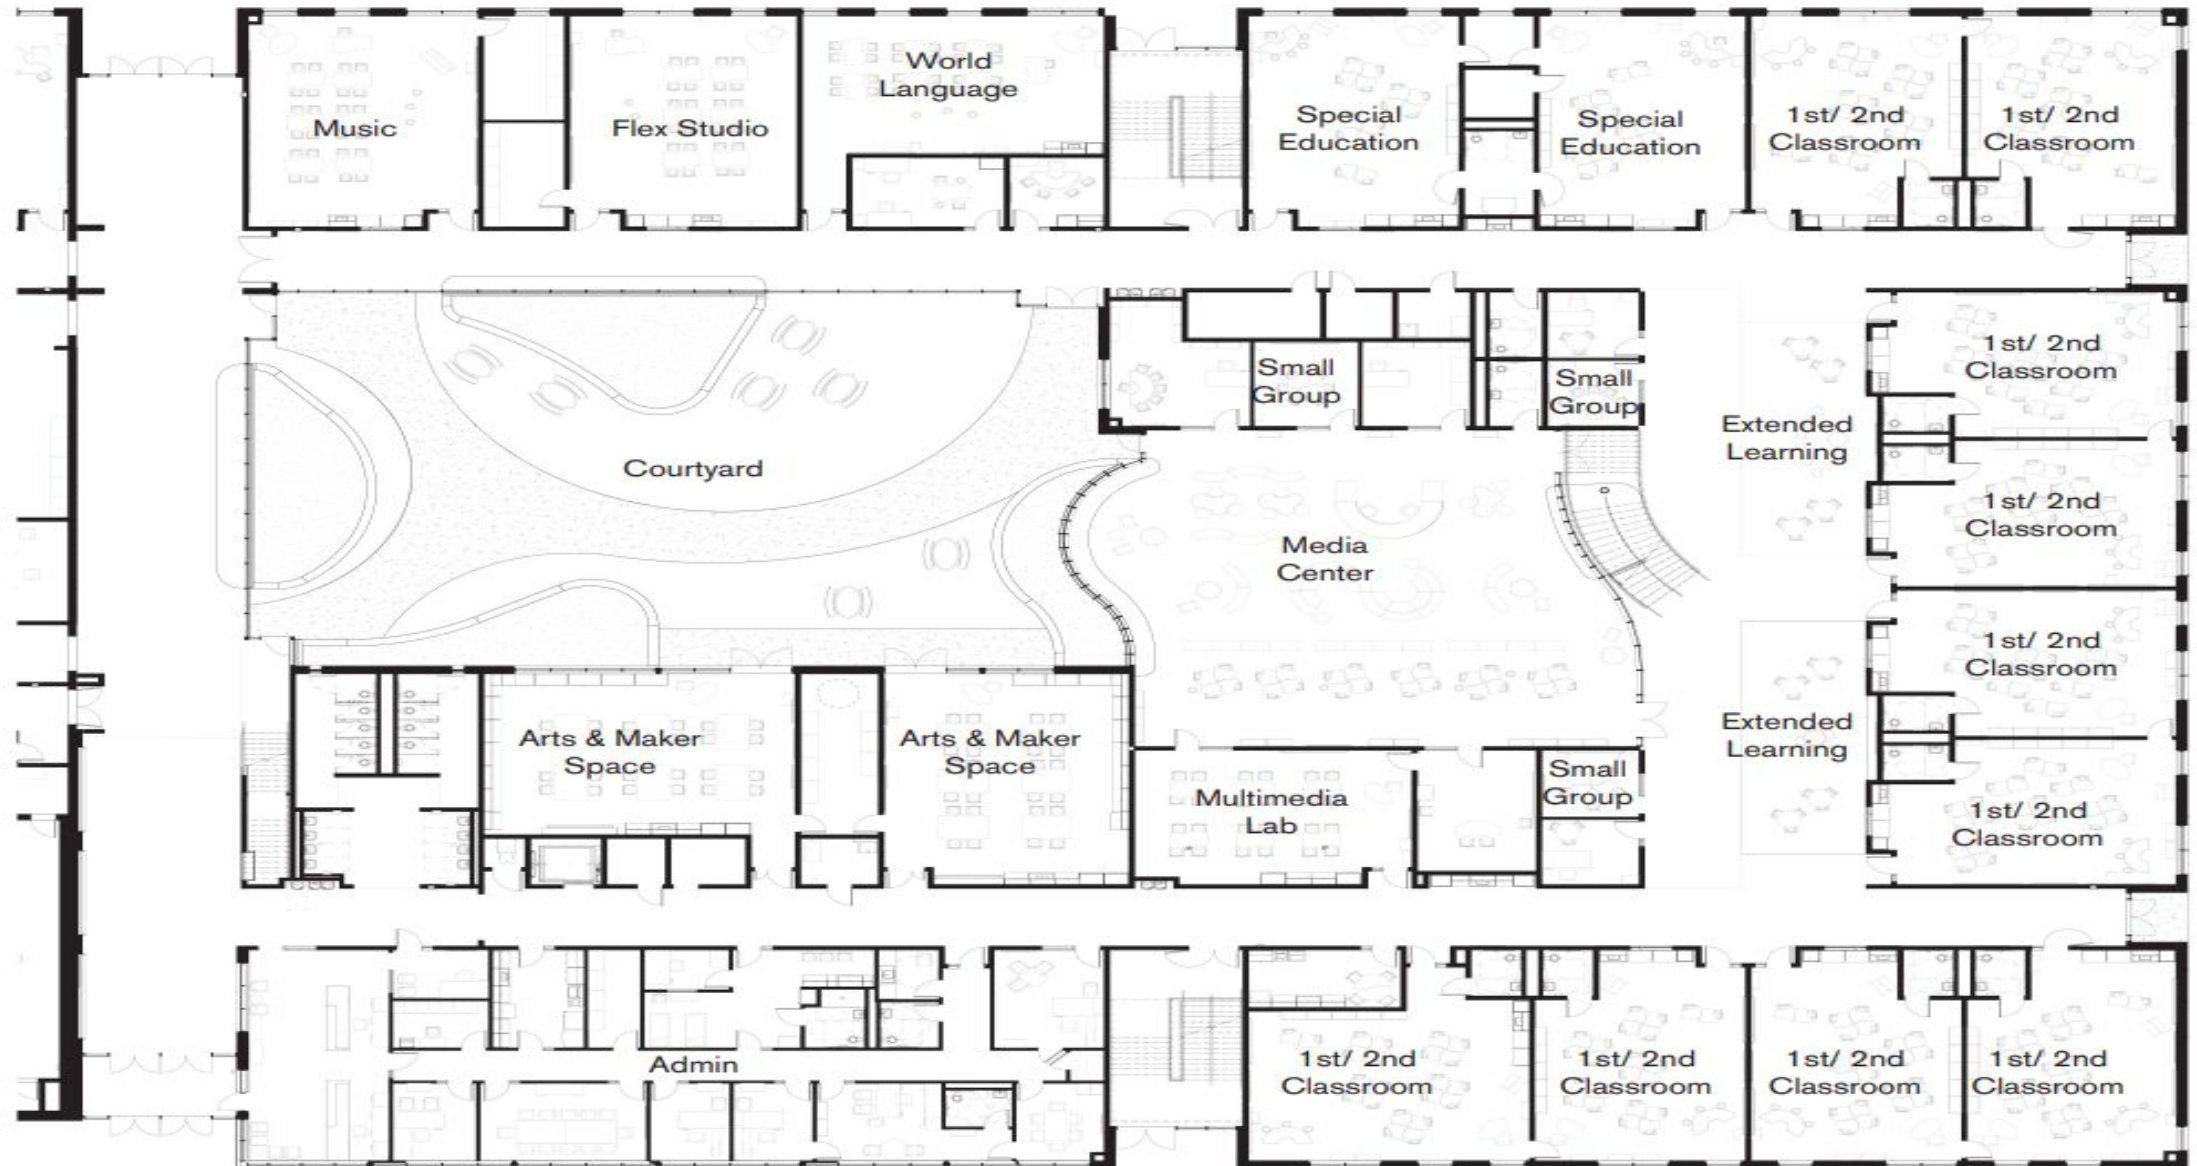 Music
Flex Studio
World
Language
Special
Education
Special
Education
1st/ 2nd
Classroom
1st/ 2nd
Classroom
Courtyard
Small
Group
Small
Group
Extended
Learning
1st/ 2nd
Classroom
1st/ 2nd
Classroom
Media
Center
1st/ 2nd
Classroom
Extended
Learning
1st/ 2nd
Classroom
Arts & Maker
Space
Arts & Maker
Space
Multimedia
Lab
Small
Group
Admin
1st/ 2nd
Classroom
1st/ 2nd
Classroom
1st/ 2nd
Classroom
1st/ 2nd
Classroom